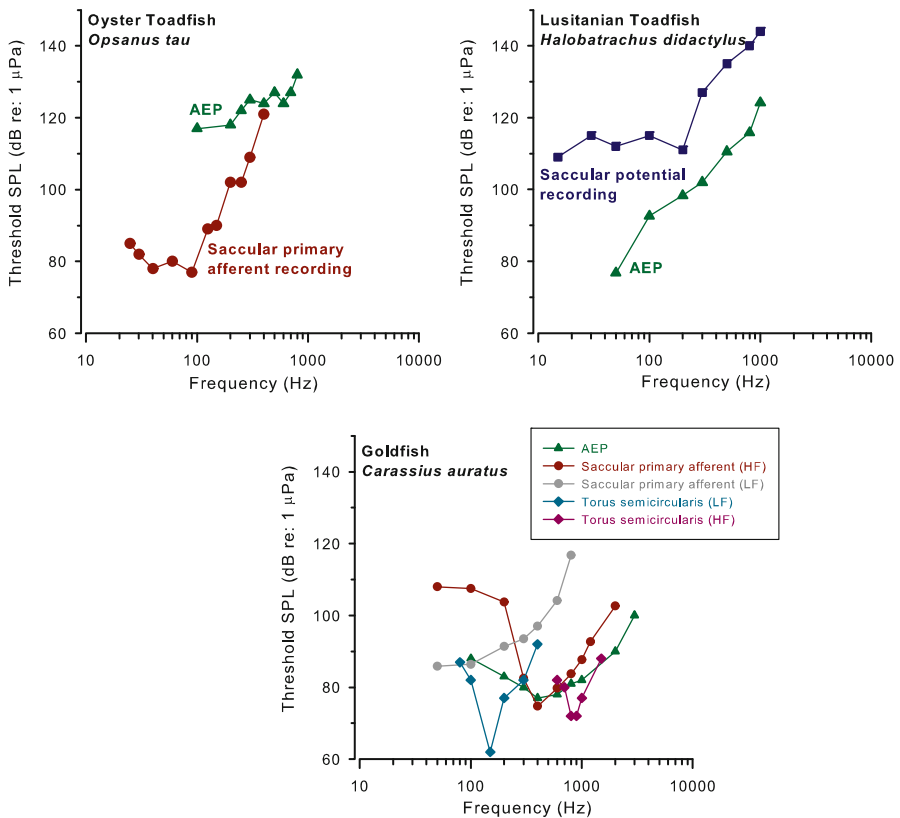 Oyster Toadfish
Opsanus tau
140
120
100
80
60
Threshold SPL (dB re: 1 μPa)
AEP
Saccular primary
afferent recording
10
100
1000
10000
Frequency (Hz)
Lusitanian Toadfish
Halobatrachus didactylus
140
120
100
80
60
Threshold SPL (dB re: 1 μPa)
Saccular potential
recording
AEP
10
100
1000
10000
Frequency (Hz)
Goldfish
Carassius auratus
AEP
Saccular primary afferent (HF)
Saccular primary afferent (LF)
Torus semicircularis (LF)
Torus semicircularis (HF)
140
120
100
80
60
Threshold SPL (dB re: 1 μPa)
10
100
1000
10000
Frequency (Hz)